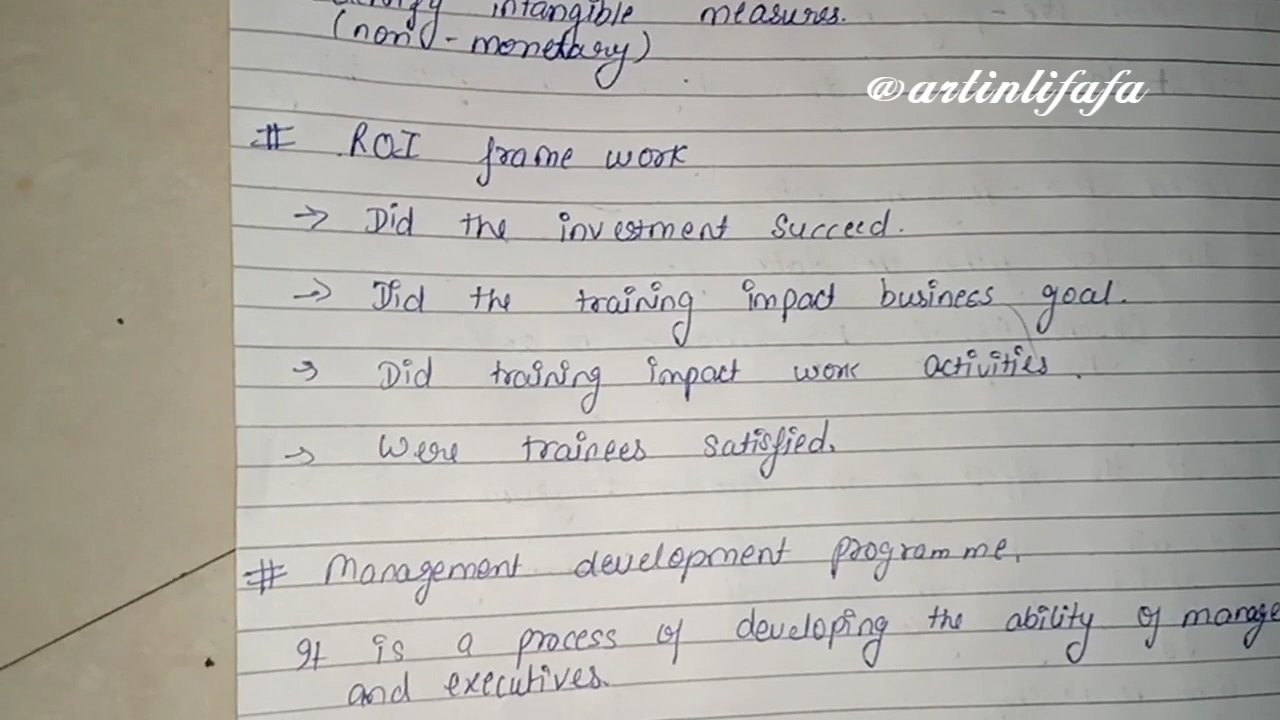 intangible measures.
(non - monetary)
@artinlifafa
# ROI frame work
→ Did the investment succeed.
→ Did the training impact business goal.
→ Did training impact work activities.
→ Were trainees satisfied.
# Management development programme.
It is a process of developing the ability of manage
and executives.